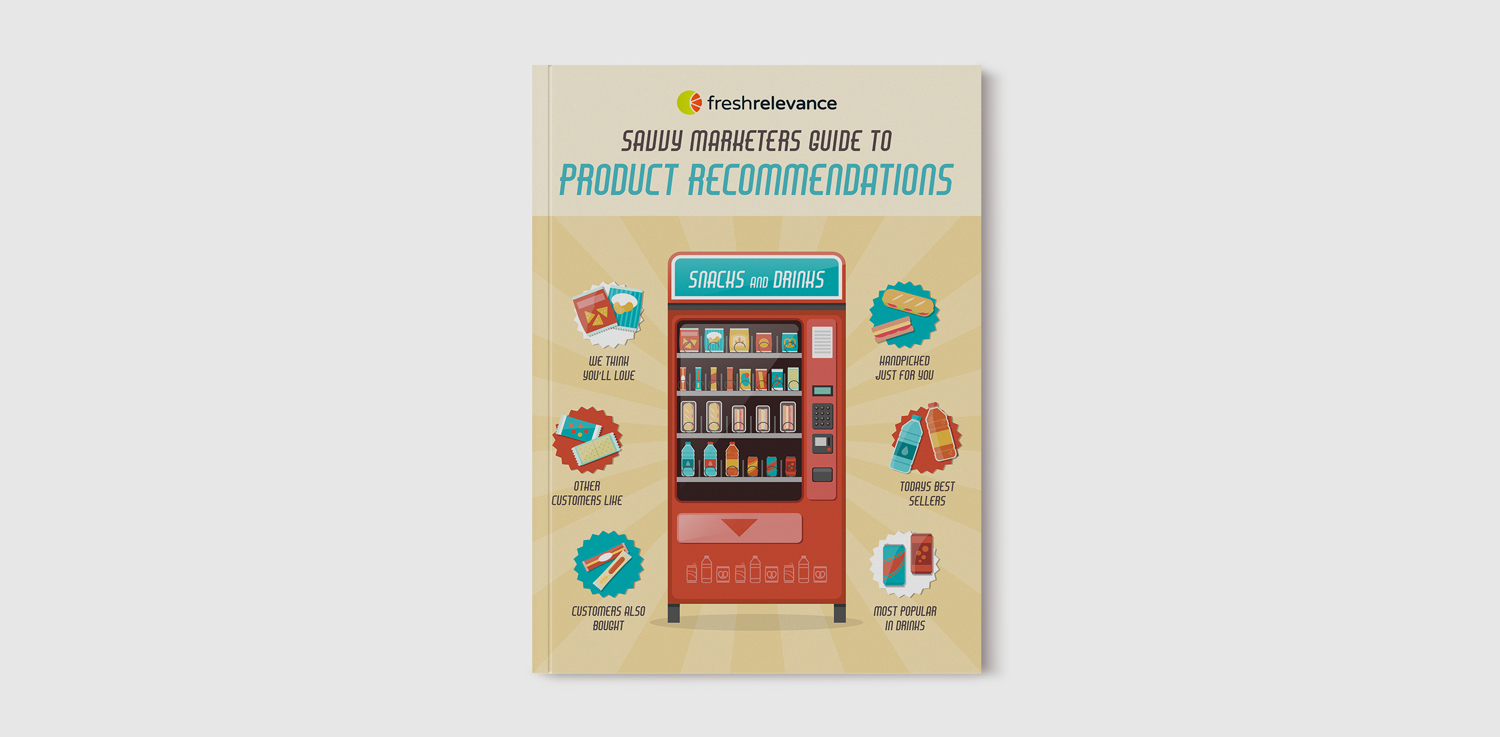 freshrelevance
SAVVY MARKETERS GUIDE TO
PRODUCT RECOMMENDATIONS
SNACKS AND DRINKS
WE THINK
YOU'LL LOVE
HANDPICKED
JUST FOR YOU
OTHER
CUSTOMERS LIKE
TODAYS BEST
SELLERS
CUSTOMERS ALSO
BOUGHT
MOST POPULAR
IN DRINKS